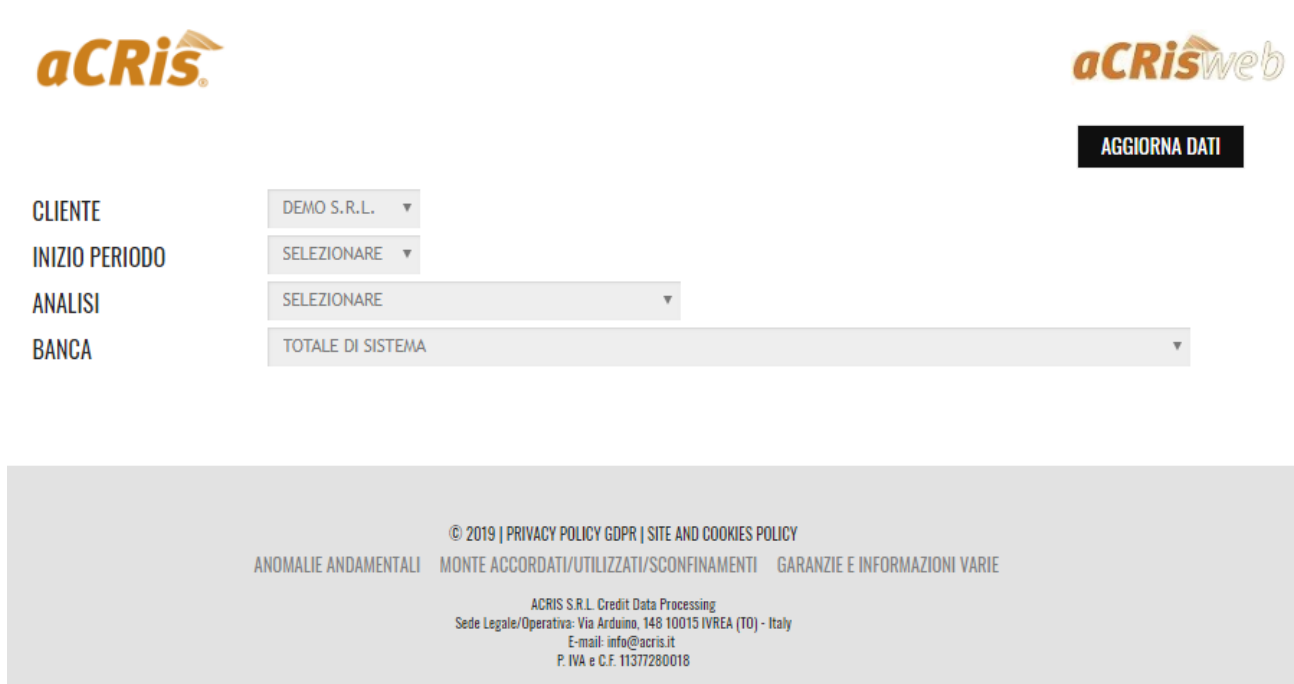 aCRis®
aCRisweb
AGGIORNA DATI
CLIENTE DEMO S.R.L. ▼
INIZIO PERIODO SELEZIONARE ▼
ANALISI SELEZIONARE ▼
BANCA TOTALE DI SISTEMA ▼
© 2019 | PRIVACY POLICY GDPR | SITE AND COOKIES POLICY
ANOMALIE ANDAMENTALI MONTE ACCORDATI/UTILIZZATI/SCONFINAMENTI GARANZIE E INFORMAZIONI VARIE
ACRIS S.R.L. Credit Data Processing
Sede Legale/Operativa: Via Arduino, 148 10015 IVREA (TO) - Italy
E-mail: info@acris.it
P. IVA e C.F. 11377280018